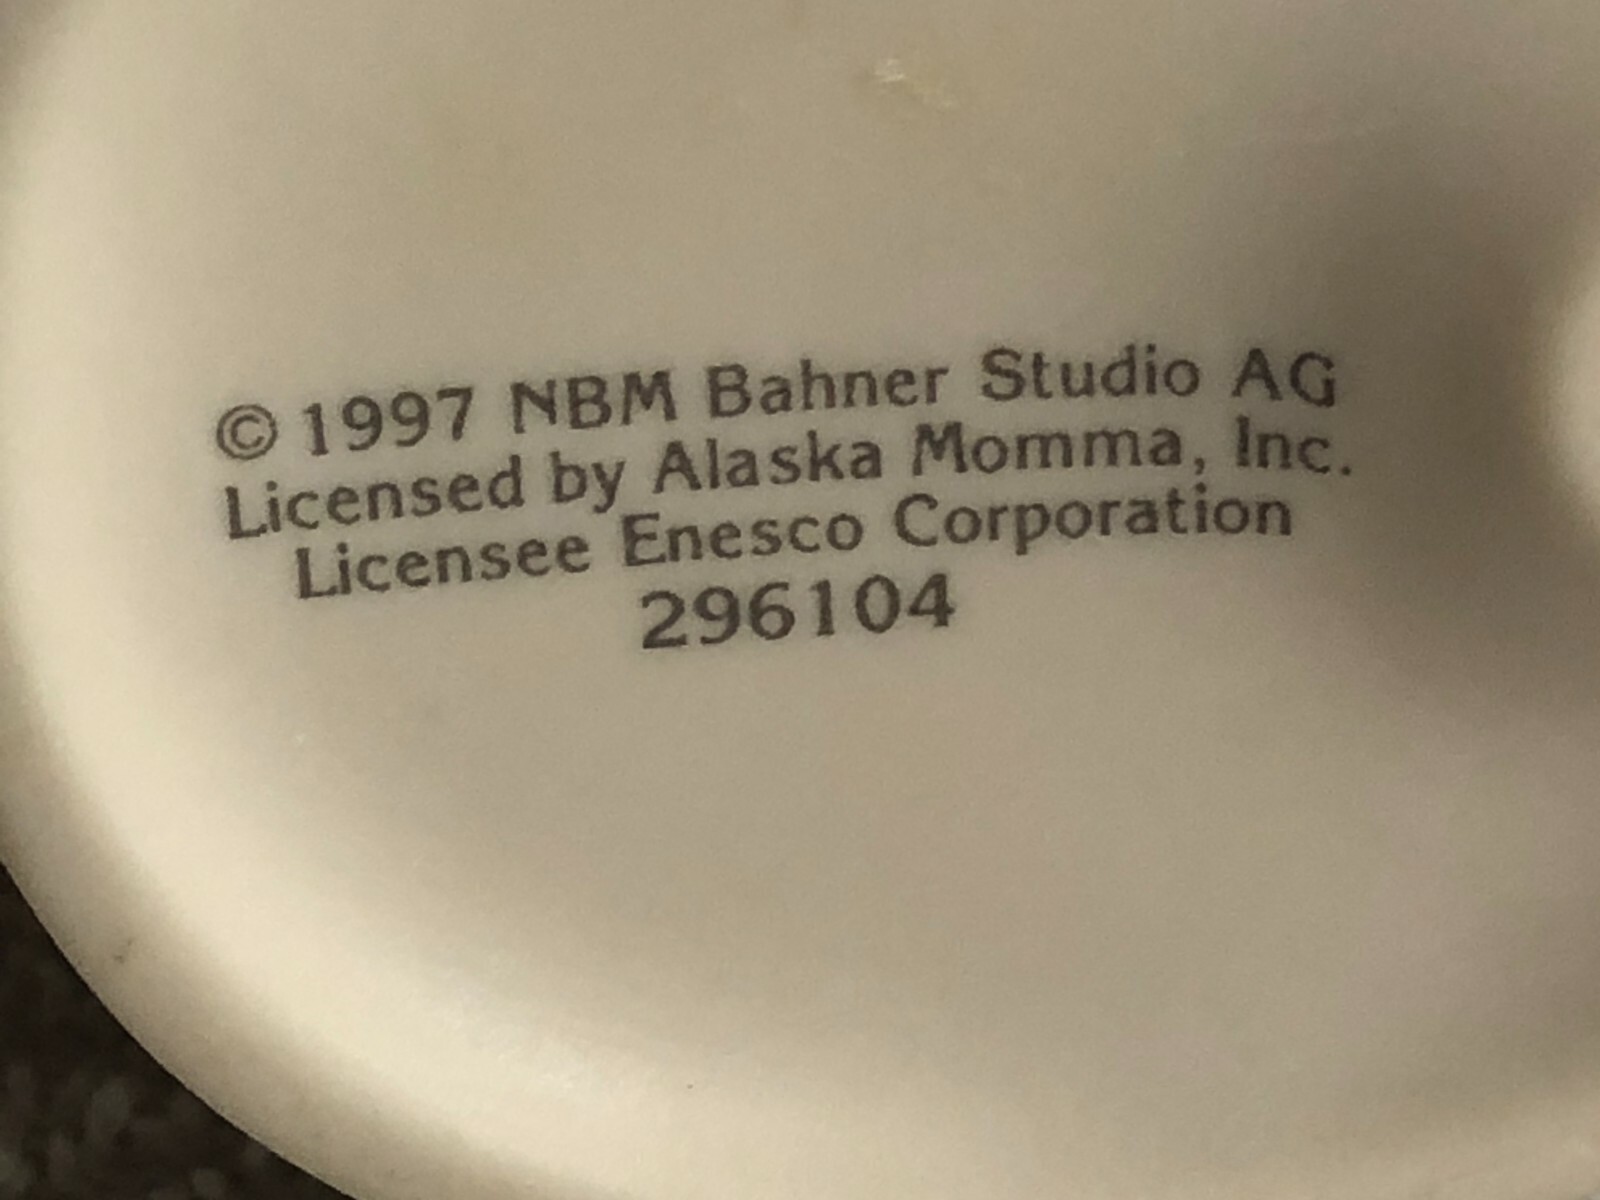 © 1997 NBM Bahner Studio AG
Licensed by Alaska Momma, Inc.
Licensee Enesco Corporation
296104